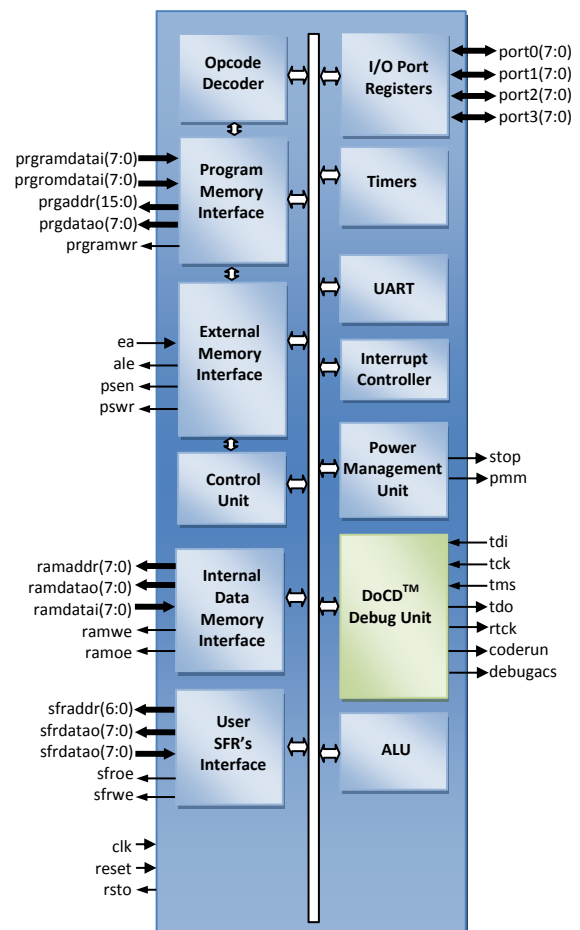 Opcode
Decoder
I/O Port
Registers
port0(7:0)
port1(7:0)
port2(7:0)
port3(7:0)
prgramdatai(7:0)
prgromdatai(7:0)
prgaddr(15:0)
prgdatao(7:0)
prgramwr
Program
Memory
Interface
Timers
UART
ea
ale
psen
pswr
External
Memory
Interface
Interrupt
Controller
Control
Unit
Power
Management
Unit
stop
pmm
ramaddr(7:0)
ramdatao(7:0)
ramdatai(7:0)
ramwe
ramoe
Internal
Data
Memory
Interface
DoCD™
Debug Unit
tdi
tck
tms
tdo
rtck
coderun
debugacs
sfraddr(6:0)
sfrdatao(7:0)
sfrdatao(7:0)
sfroe
sfrwe
User
SFR's
Interface
ALU
clk
reset
rsto